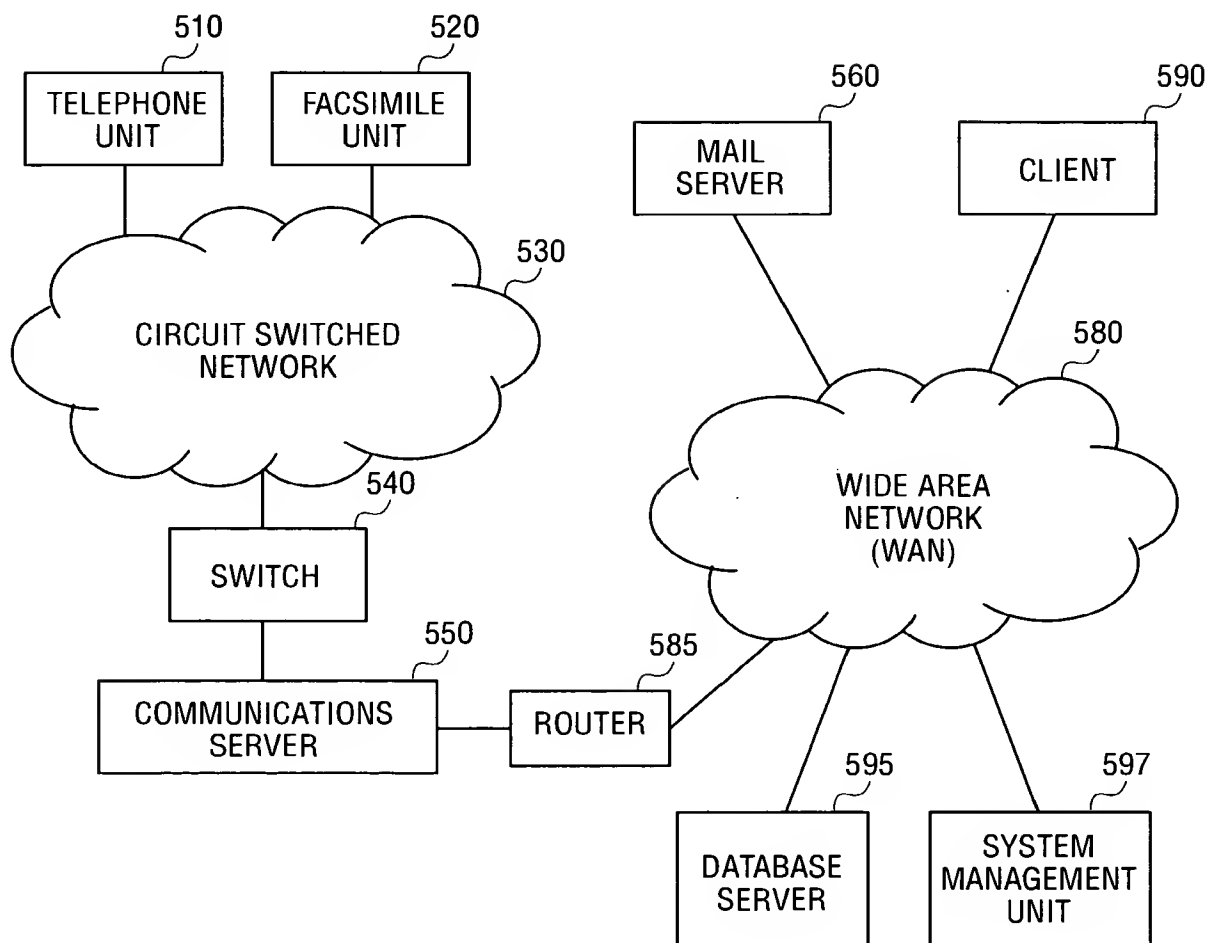 510
TELEPHONE
UNIT
520
FACSIMILE
UNIT
560
MAIL
SERVER
590
CLIENT
530
CIRCUIT SWITCHED
NETWORK
580
WIDE AREA
NETWORK
(WAN)
540
SWITCH
550
COMMUNICATIONS
SERVER
585
ROUTER
595
DATABASE
SERVER
597
SYSTEM
MANAGEMENT
UNIT